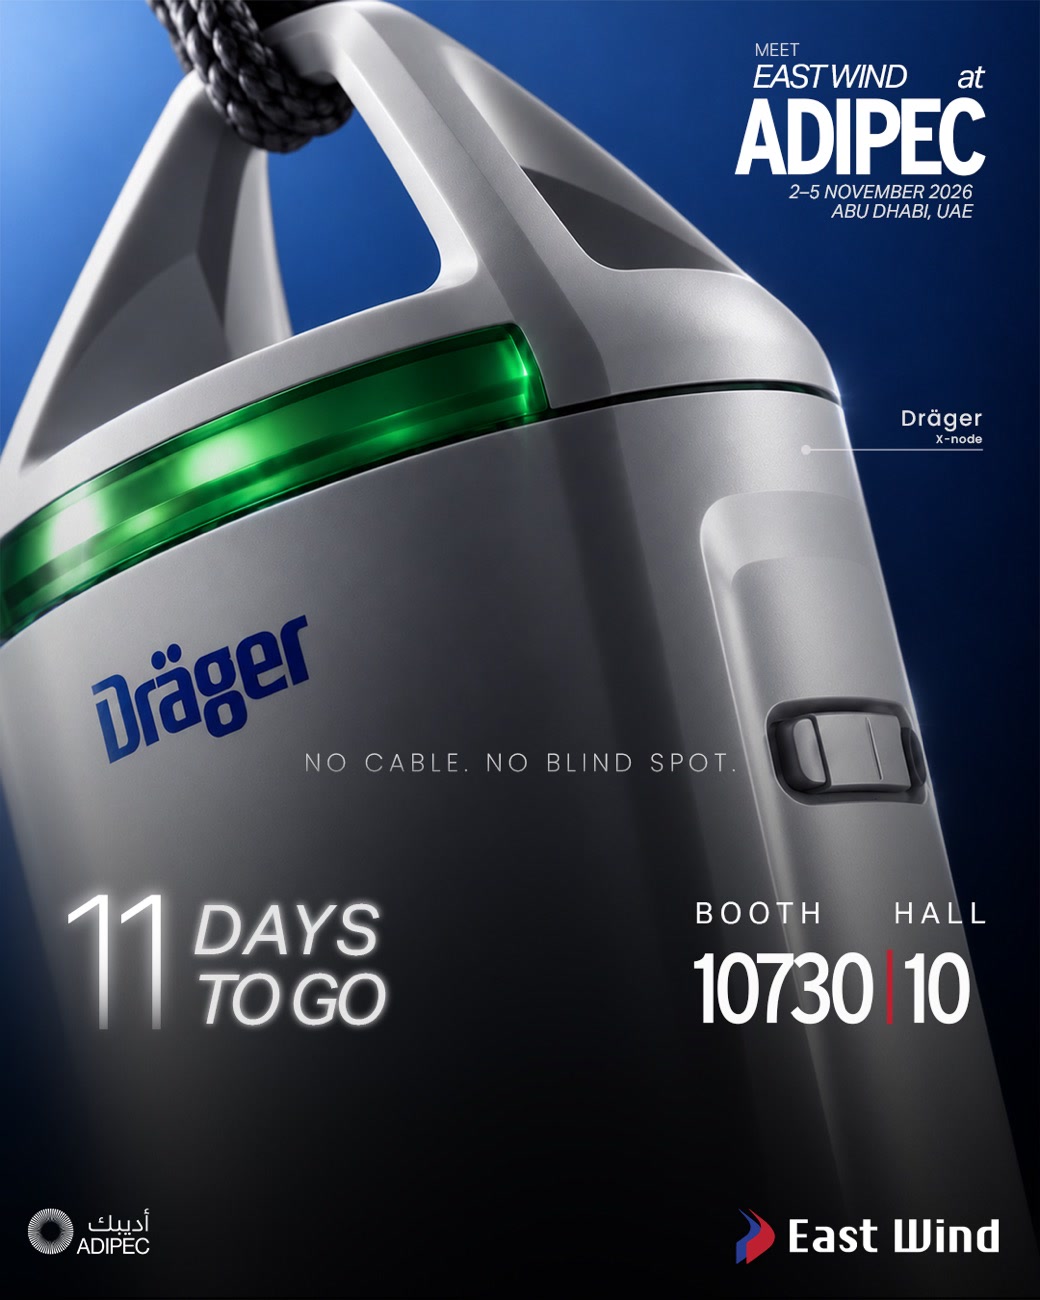 MEET
EAST WIND at
ADIPEC
2–5 NOVEMBER 2026
ABU DHABI, UAE
Dräger
X-node
Dräger
NO CABLE. NO BLIND SPOT.
11 DAYS
TO GO
BOOTH HALL
10730 | 10
أديبك
ADIPEC
East Wind